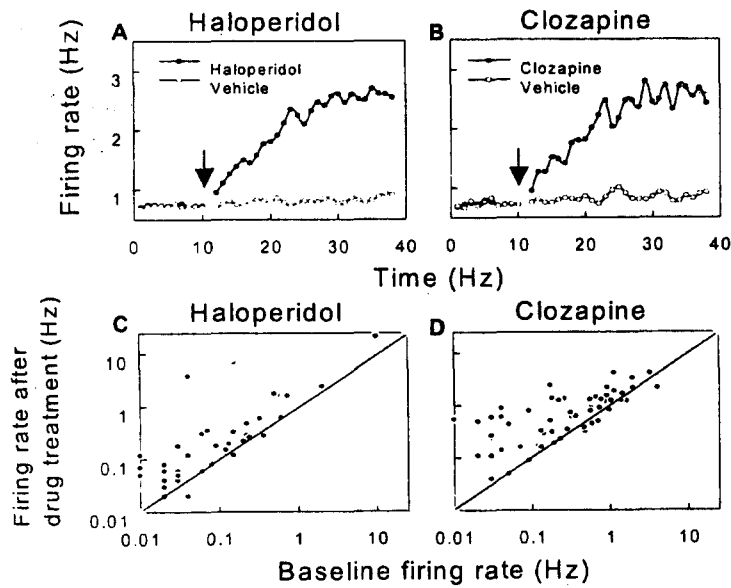 A Haloperidol
B Clozapine
Firing rate (Hz)
3
2
1
Haloperidol
Vehicle
Clozapine
Vehicle
0 10 20 30 40
0 10 20 30 40
Time (Hz)
C Haloperidol
D Clozapine
Firing rate after
drug treatment (Hz)
10
1
0.1
0.01
0.01 0.1 1 10
0.01 0.1 1 10
Baseline firing rate (Hz)